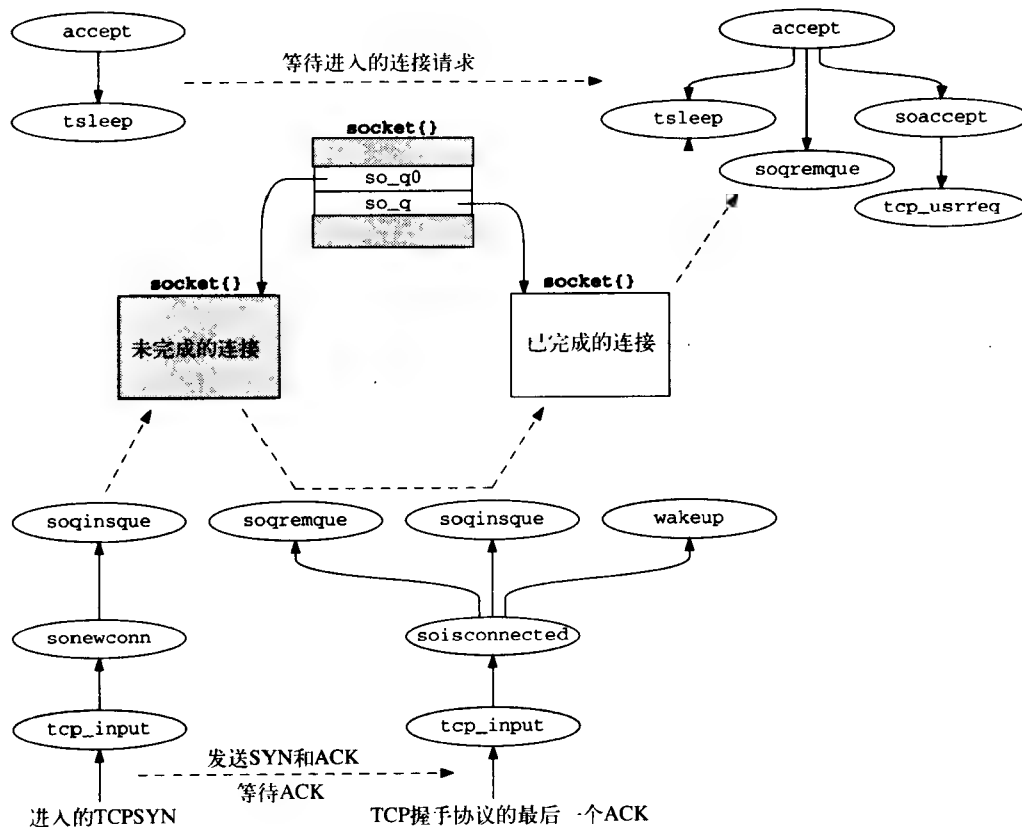 accept
accept
等待进入的连接请求
tsleep
tsleep
soaccept
socket{}
so_q0
soqremque
so_q
tcp_usrreq
socket{}
socket{}
未完成的连接
已完成的连接
soqinsque
soqremque
soqinsque
wakeup
sonewconn
soisconnected
tcp_input
tcp_input
发送SYN和ACK
等待ACK
进入的TCPSYN
TCP握手协议的最后一个ACK